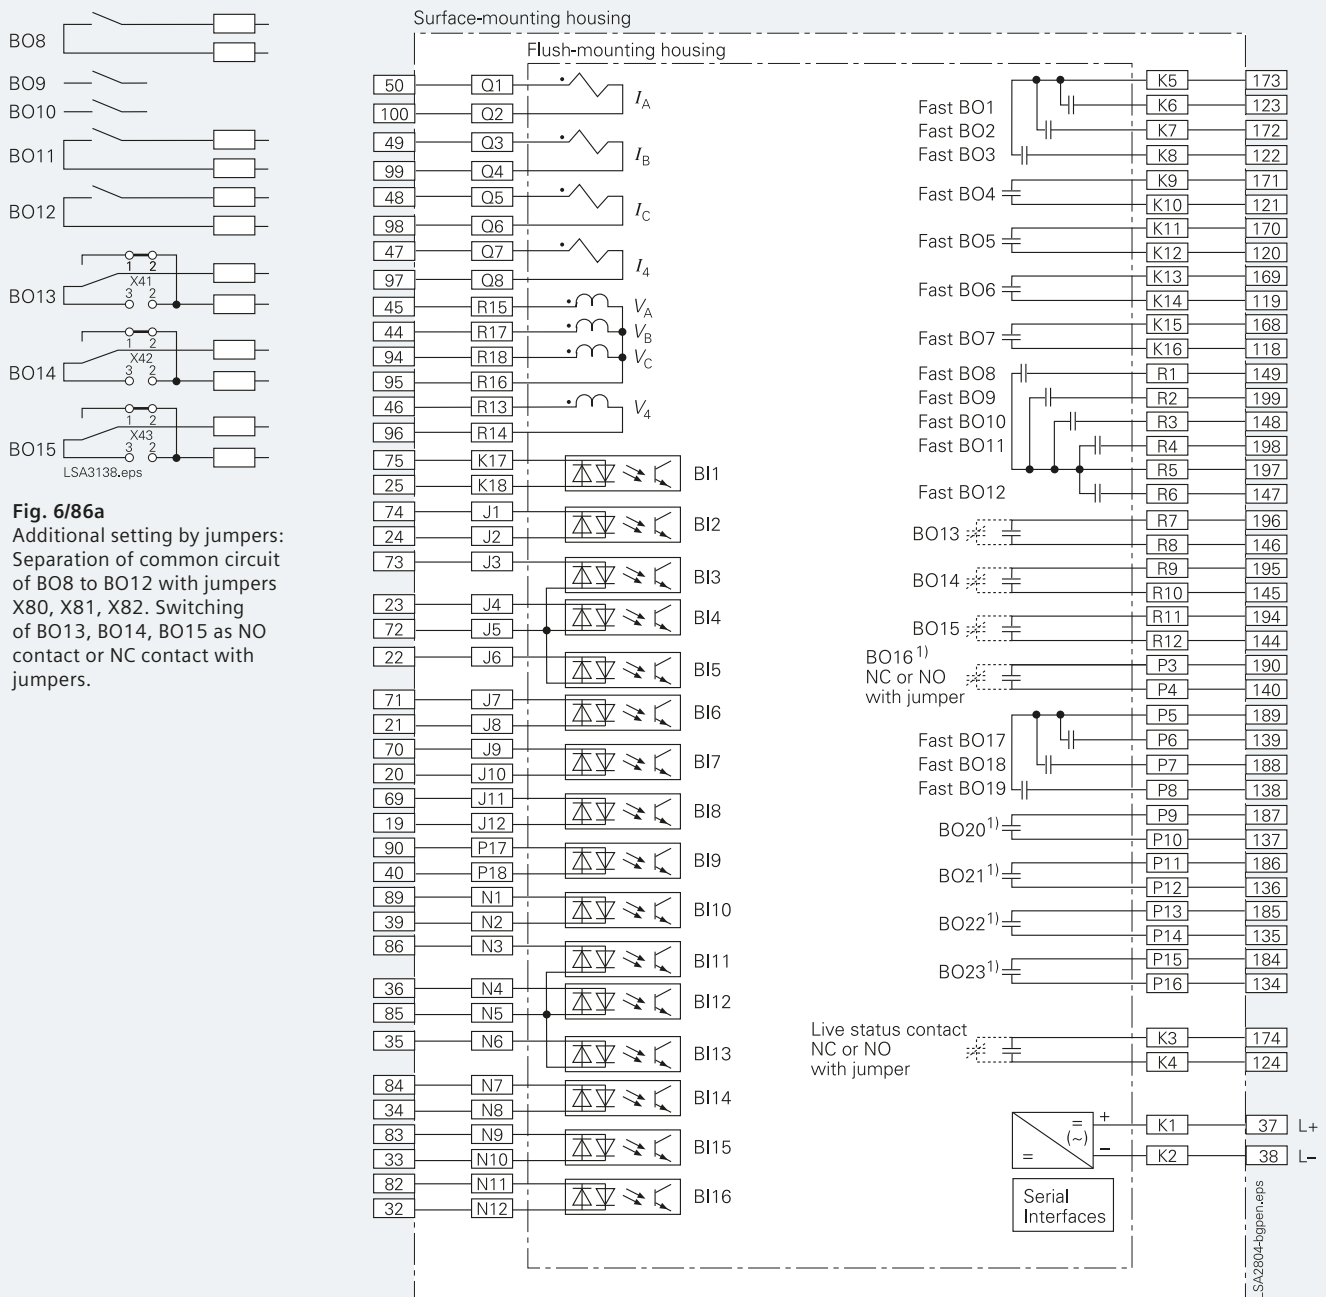 Surface-mounting housing
Flush-mounting housing
BO8
BO9
BO10
BO11
BO12
BO13
1 2
X41
3 2
BO14
1 2
X42
3 2
BO15
1 2
X43
3 2
LSA3138.eps
Fig. 6/86a
Additional setting by jumpers:
Separation of common circuit
of BO8 to BO12 with jumpers
X80, X81, X82. Switching
of BO13, BO14, BO15 as NO
contact or NC contact with
jumpers.
50 Q1
IA
100 Q2
49 Q3
IB
99 Q4
48 Q5
IC
98 Q6
47 Q7
I4
97 Q8
45 R15 VA
44 R17 VB
94 R18 VC
95 R16
46 R13 V4
96 R14
75 K17
BI1
25 K18
74 J1
BI2
24 J2
73 J3
BI3
23 J4
BI4
72 J5
22 J6
BI5
71 J7
BI6
21 J8
70 J9
BI7
20 J10
69 J11
BI8
19 J12
90 P17
BI9
40 P18
89 N1
BI10
39 N2
86 N3
BI11
36 N4
BI12
85 N5
35 N6
BI13
84 N7
BI14
34 N8
83 N9
BI15
33 N10
82 N11
BI16
32 N12
K5 173
Fast BO1 K6 123
Fast BO2 K7 172
Fast BO3 K8 122
K9 171
Fast BO4
K10 121
K11 170
Fast BO5
K12 120
K13 169
Fast BO6
K14 119
K15 168
Fast BO7
K16 118
Fast BO8 R1 149
Fast BO9 R2 199
Fast BO10 R3 148
Fast BO11 R4 198
R5 197
Fast BO12 R6 147
R7 196
BO13
R8 146
R9 195
BO14
R10 145
R11 194
BO15
R12 144
BO16 1)
NC or NO
with jumper
P3 190
P4 140
P5 189
Fast BO17 P6 139
Fast BO18 P7 188
Fast BO19 P8 138
P9 187
BO20 1)
P10 137
P11 186
BO21 1)
P12 136
P13 185
BO22 1)
P14 135
P15 184
BO23 1)
P16 134
Live status contact
NC or NO
with jumper
K3 174
K4 124
= (~) =
+ K1 37 L+
− K2 38 L−
Serial
Interfaces
LSA2804-bgpen.eps